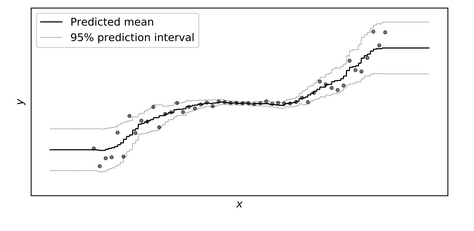 Predicted mean
95% prediction interval
y
x